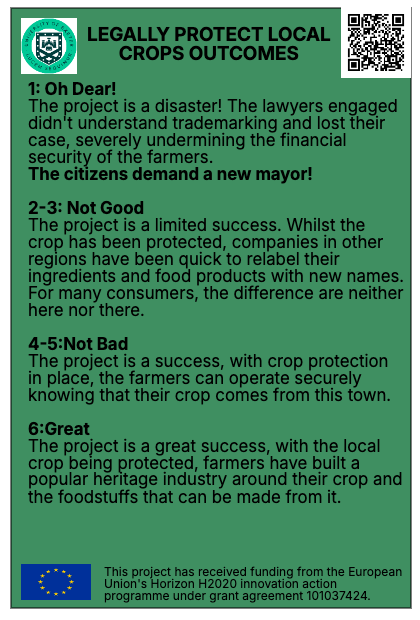 LEGALLY PROTECT LOCAL
CROPS OUTCOMES
1: Oh Dear!
The project is a disaster! The lawyers engaged
didn't understand trademarking and lost their
case, severely undermining the financial
security of the farmers.
The citizens demand a new mayor!
2-3: Not Good
The project is a limited success. Whilst the
crop has been protected, companies in other
regions have been quick to relabel their
ingredients and food products with new names.
For many consumers, the difference are neither
here nor there.
4-5:Not Bad
The project is a success, with crop protection
in place, the farmers can operate securely
knowing that their crop comes from this town.
6:Great
The project is a great success, with the local
crop being protected, farmers have built a
popular heritage industry around their crop and
the foodstuffs that can be made from it.
This project has received funding from the European
Union's Horizon H2020 innovation action
programme under grant agreement 101037424.